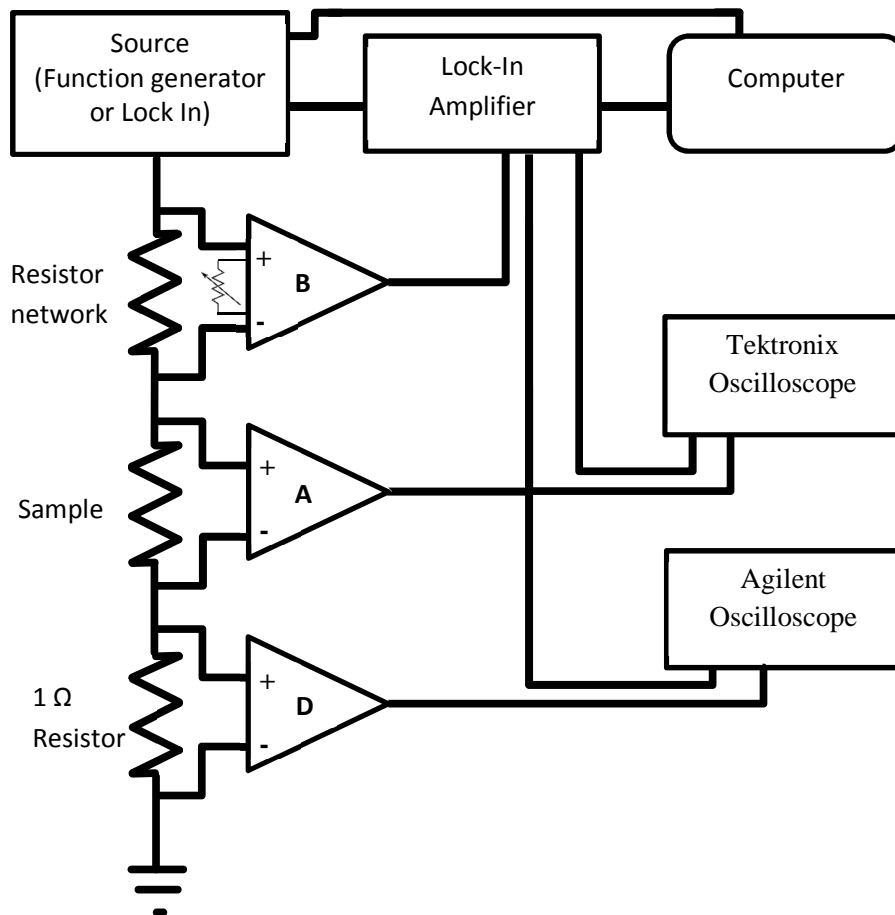 Source
(Function generator
or Lock In)
Lock-In
Amplifier
Computer
Resistor
network
+
B
-
Tektronix
Oscilloscope
Sample
+
A
-
Agilent
Oscilloscope
1 Ω
Resistor
+
D
-